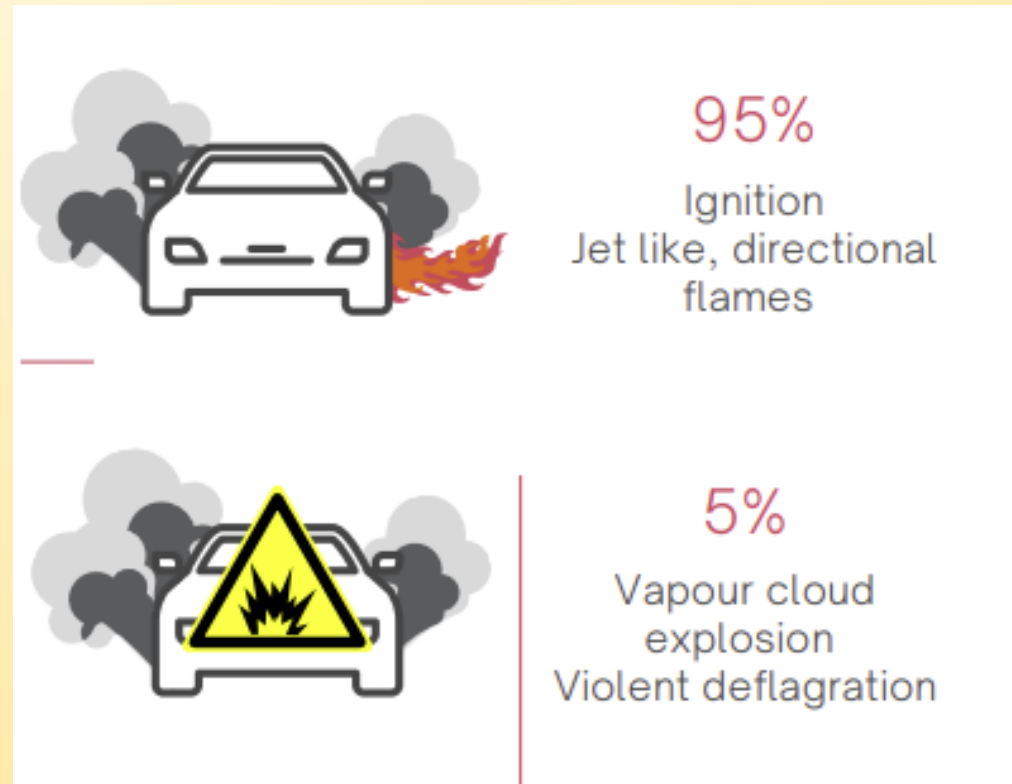 95%
Ignition
Jet like, directional
flames
5%
Vapour cloud
explosion
Violent deflagration